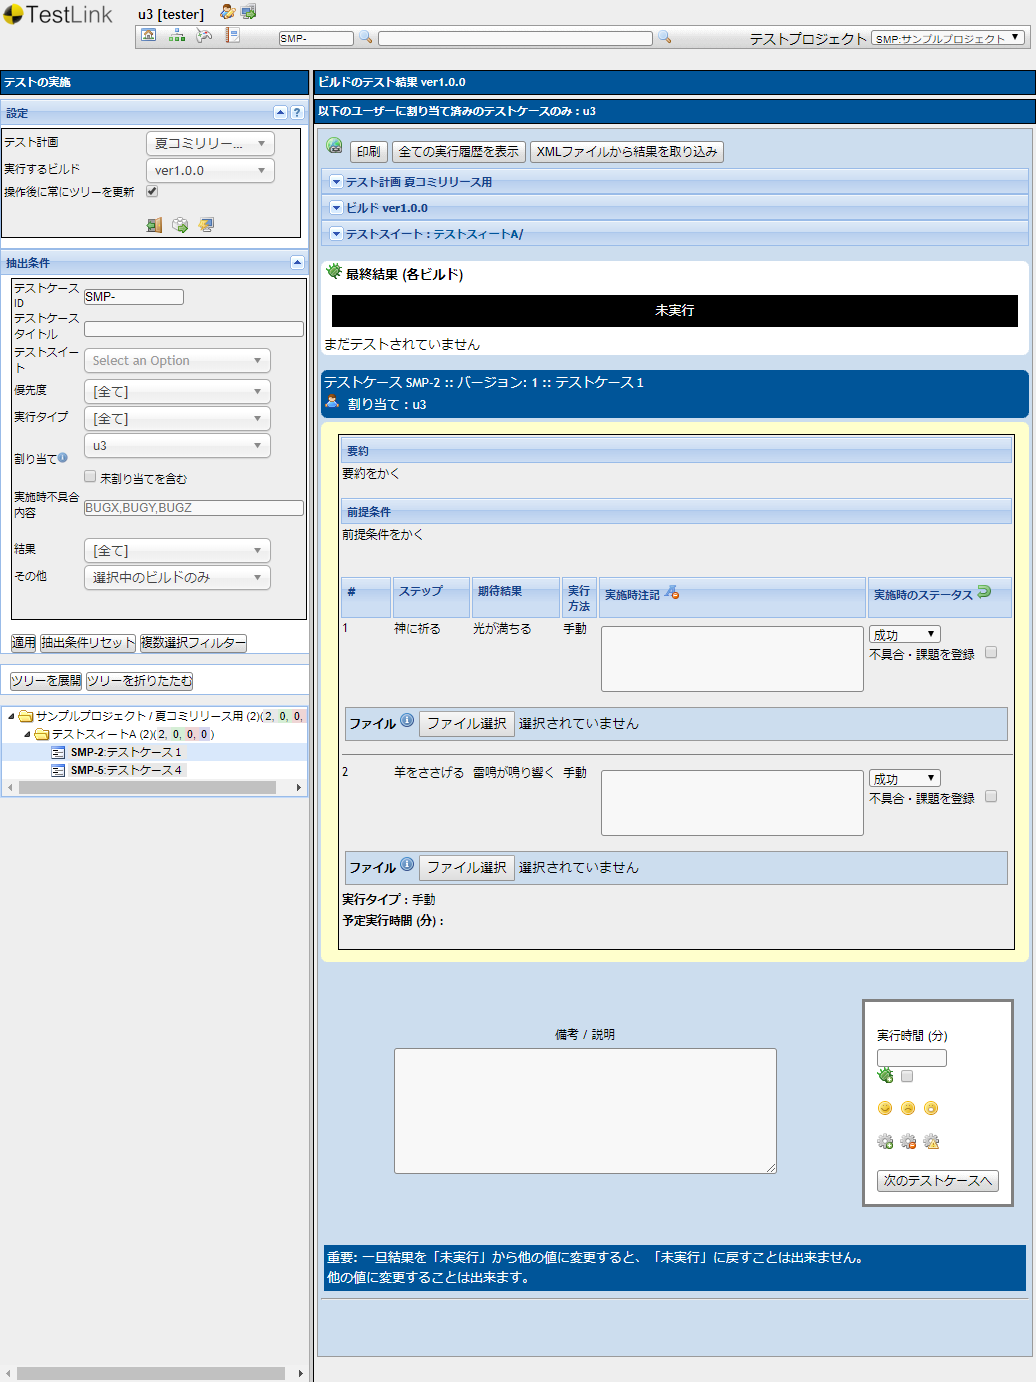 TestLink
u3 [tester]
SMP-
テストプロジェクト SMP:サンプルプロジェクト
テストの実施
設定
テスト計画 夏コミリリー...
実行するビルド ver1.0.0
操作後に常にツリーを更新
抽出条件
テストケース
ID
SMP-
テストケース
タイトル
テストスイー
ト
Select an Option
優先度 [全て]
実行タイプ [全て]
割り当て u3
未割り当てを含む
実施時不具合
内容
BUGX,BUGY,BUGZ
結果 [全て]
その他 選択中のビルドのみ
適用 抽出条件リセット 複数選択フィルター
ツリーを展開 ツリーを折りたたむ
サンプルプロジェクト / 夏コミリリース用 (2)(2, 0, 0,
テストスィートA (2)(2, 0, 0, 0 )
SMP-2:テストケース 1
SMP-5:テストケース 4
ビルドのテスト結果 ver1.0.0
以下のユーザーに割り当て済みのテストケースのみ : u3
印刷 全ての実行履歴を表示 XMLファイルから結果を取り込み
テスト計画 夏コミリリース用
ビルド ver1.0.0
テストスイート : テストスィートA/
最終結果 (各ビルド)
未実行
まだテストされていません
テストケース SMP-2 :: バージョン: 1 :: テストケース 1
割り当て : u3
要約
要約をかく
前提条件
前提条件をかく
# ステップ 期待結果 実行
方法
実施時注記 実施時のステータス
1 神に祈る 光が満ちる 手動 成功
不具合・課題を登録
ファイル ファイル選択 選択されていません
2 羊をささげる 雷鳴が鳴り響く 手動 成功
不具合・課題を登録
ファイル ファイル選択 選択されていません
実行タイプ : 手動
予定実行時間 (分) :
備考 / 説明
実行時間 (分)
次のテストケースへ
重要: 一旦結果を「未実行」から他の値に変更すると、「未実行」に戻すことは出来ません。
他の値に変更することは出来ます。